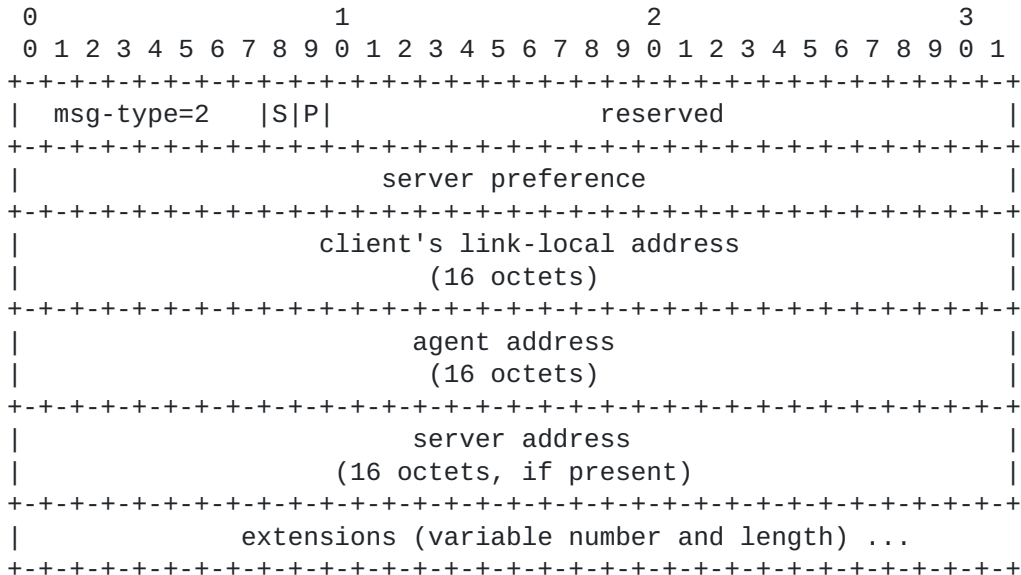 0                   1                   2                   3
 0 1 2 3 4 5 6 7 8 9 0 1 2 3 4 5 6 7 8 9 0 1 2 3 4 5 6 7 8 9 0 1
+-+-+-+-+-+-+-+-+-+-+-+-+-+-+-+-+-+-+-+-+-+-+-+-+-+-+-+-+-+-+-+-+
|  msg-type=2   |S|P|                 reserved                  |
+-+-+-+-+-+-+-+-+-+-+-+-+-+-+-+-+-+-+-+-+-+-+-+-+-+-+-+-+-+-+-+-+
|                       server preference                       |
+-+-+-+-+-+-+-+-+-+-+-+-+-+-+-+-+-+-+-+-+-+-+-+-+-+-+-+-+-+-+-+-+
|                   client's link-local address                 |
|                          (16 octets)                          |
+-+-+-+-+-+-+-+-+-+-+-+-+-+-+-+-+-+-+-+-+-+-+-+-+-+-+-+-+-+-+-+-+
|                         agent address                         |
|                          (16 octets)                          |
+-+-+-+-+-+-+-+-+-+-+-+-+-+-+-+-+-+-+-+-+-+-+-+-+-+-+-+-+-+-+-+-+
|                         server address                        |
|                    (16 octets, if present)                    |
+-+-+-+-+-+-+-+-+-+-+-+-+-+-+-+-+-+-+-+-+-+-+-+-+-+-+-+-+-+-+-+-+
|              extensions (variable number and length) ...
+-+-+-+-+-+-+-+-+-+-+-+-+-+-+-+-+-+-+-+-+-+-+-+-+-+-+-+-+-+-+-+-+